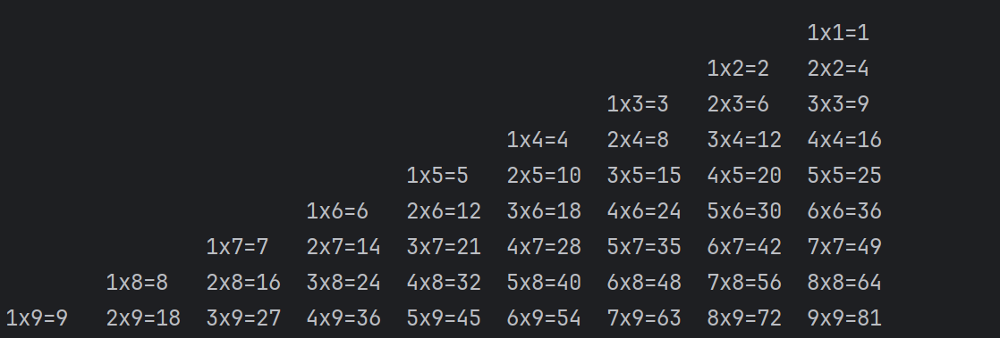 1x1=1
1x2=2 2x2=4
1x3=3 2x3=6 3x3=9
1x4=4 2x4=8 3x4=12 4x4=16
1x5=5 2x5=10 3x5=15 4x5=20 5x5=25
1x6=6 2x6=12 3x6=18 4x6=24 5x6=30 6x6=36
1x7=7 2x7=14 3x7=21 4x7=28 5x7=35 6x7=42 7x7=49
1x8=8 2x8=16 3x8=24 4x8=32 5x8=40 6x8=48 7x8=56 8x8=64
1x9=9 2x9=18 3x9=27 4x9=36 5x9=45 6x9=54 7x9=63 8x9=72 9x9=81